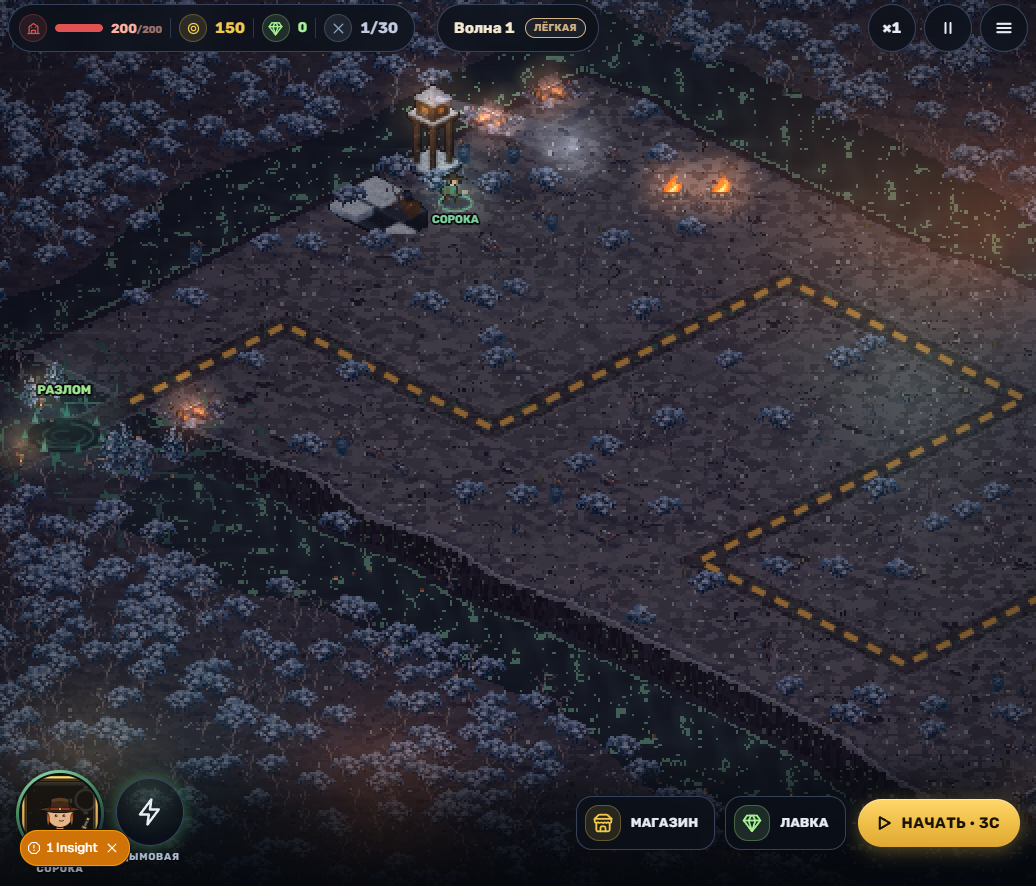 200/200 150 0 1/30 Волна 1 ЛЁГКАЯ ×1
СОРОКА
РАЗЛОМ
МАГАЗИН ЛАВКА НАЧАТЬ · 3С
1 Insight
СОРОКА